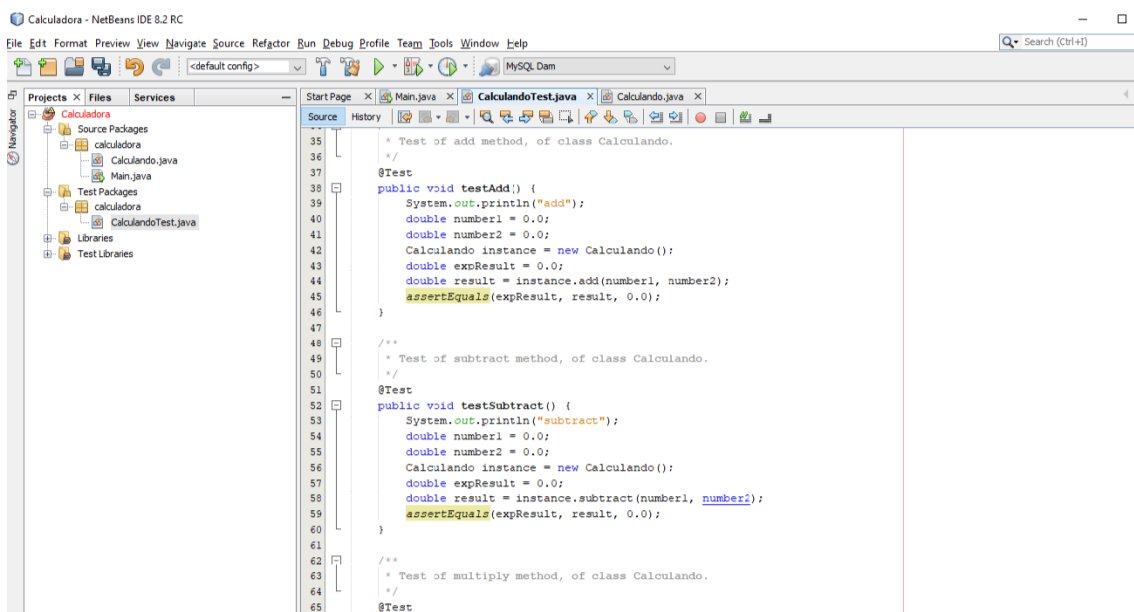 Calculadora - NetBeans IDE 8.2 RC
File Edit Format Preview View Navigate Source Refactor Run Debug Profile Team Tools Window Help
Search (Ctrl+I)
<default config>
MySQL Dam
Projects Files Services
Navigator
Calculadora
Source Packages
calculadora
Calculando.java
Main.java
Test Packages
calculadora
CalculandoTest.java
Libraries
Test Libraries
Start Page Main.java CalculandoTest.java Calculando.java
Source History
35 * Test of add method, of class Calculando.
36 */
37 @Test
38 public void testAdd() {
39 System.out.println("add");
40 double number1 = 0.0;
41 double number2 = 0.0;
42 Calculando instance = new Calculando();
43 double expResult = 0.0;
44 double result = instance.add(number1, number2);
45 assertEquals(expResult, result, 0.0);
46 }
47
48 /**
49 * Test of subtract method, of class Calculando.
50 */
51 @Test
52 public void testSubtract() {
53 System.out.println("subtract");
54 double number1 = 0.0;
55 double number2 = 0.0;
56 Calculando instance = new Calculando();
57 double expResult = 0.0;
58 double result = instance.subtract(number1, number2);
59 assertEquals(expResult, result, 0.0);
60 }
61
62 /**
63 * Test of multiply method, of class Calculando.
64 */
65 @Test